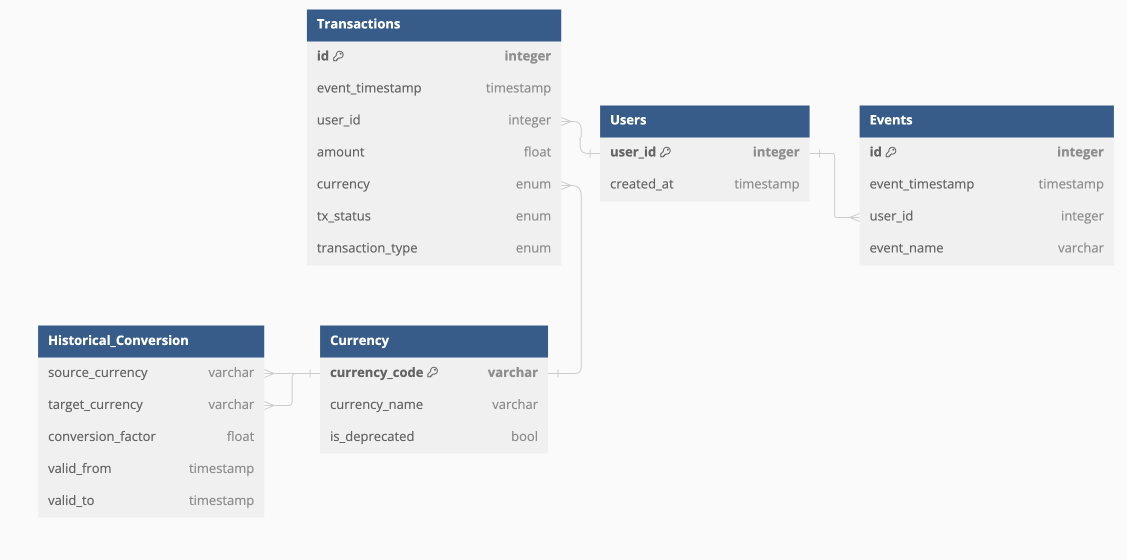 Transactions
id integer
event_timestamp timestamp
user_id integer
amount float
currency enum
tx_status enum
transaction_type enum
Users
user_id integer
created_at timestamp
Events
id integer
event_timestamp timestamp
user_id integer
event_name varchar
Historical_Conversion
source_currency varchar
target_currency varchar
conversion_factor float
valid_from timestamp
valid_to timestamp
Currency
currency_code varchar
currency_name varchar
is_deprecated bool